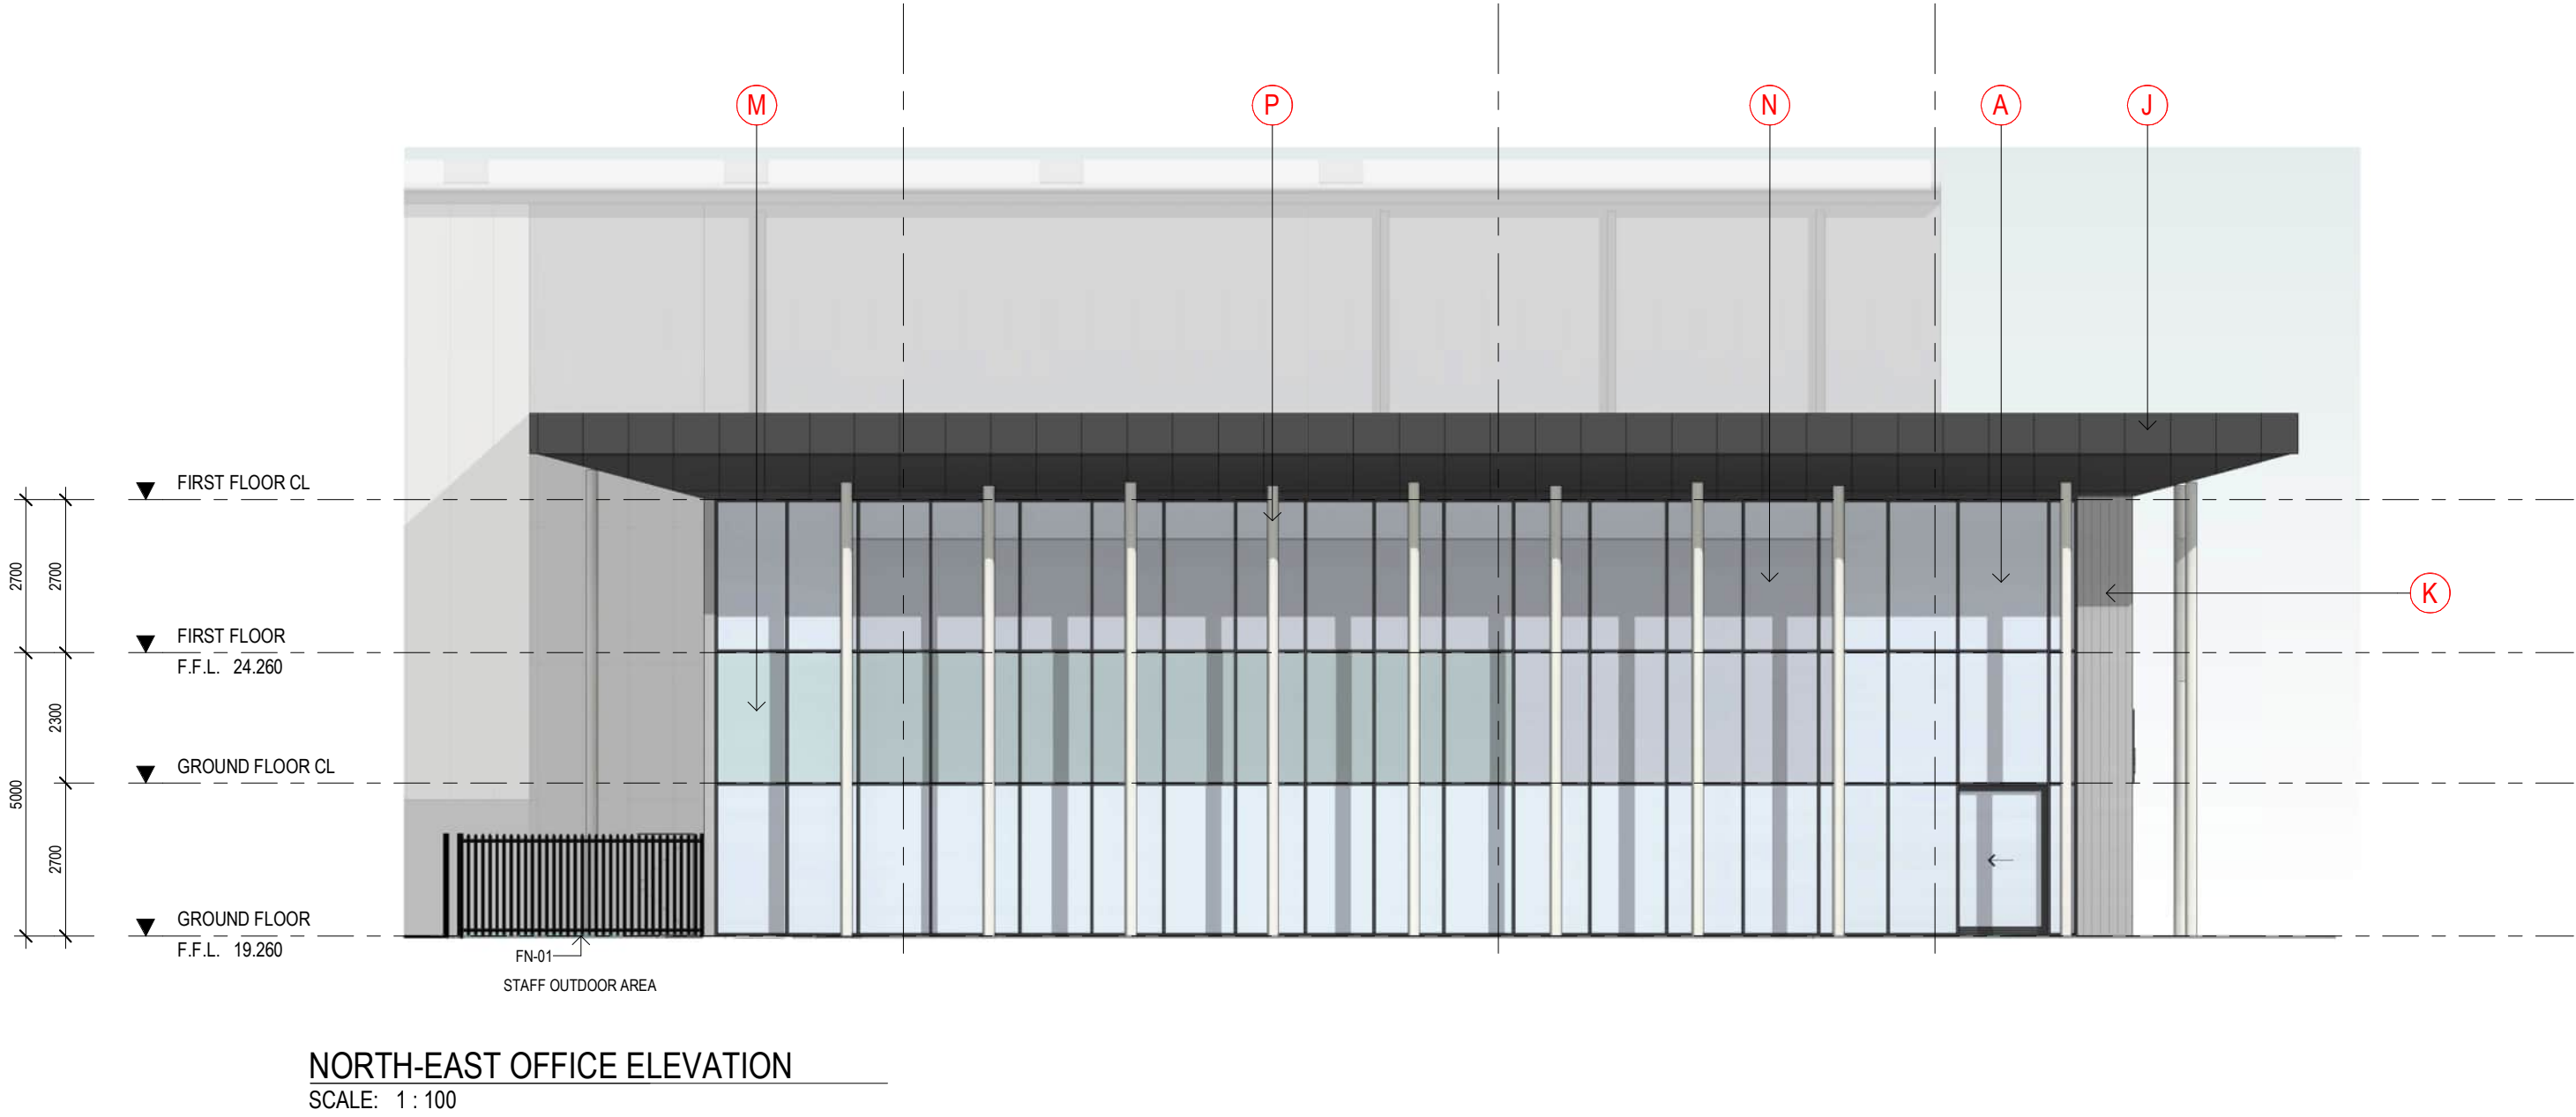 M
P
N
A
J
FIRST FLOOR CL
2700
2700
K
FIRST FLOOR
F.F.L. 24.260
2300
GROUND FLOOR CL
5000
2700
GROUND FLOOR
F.F.L. 19.260
FN-01
STAFF OUTDOOR AREA
NORTH-EAST OFFICE ELEVATION
SCALE: 1 : 100